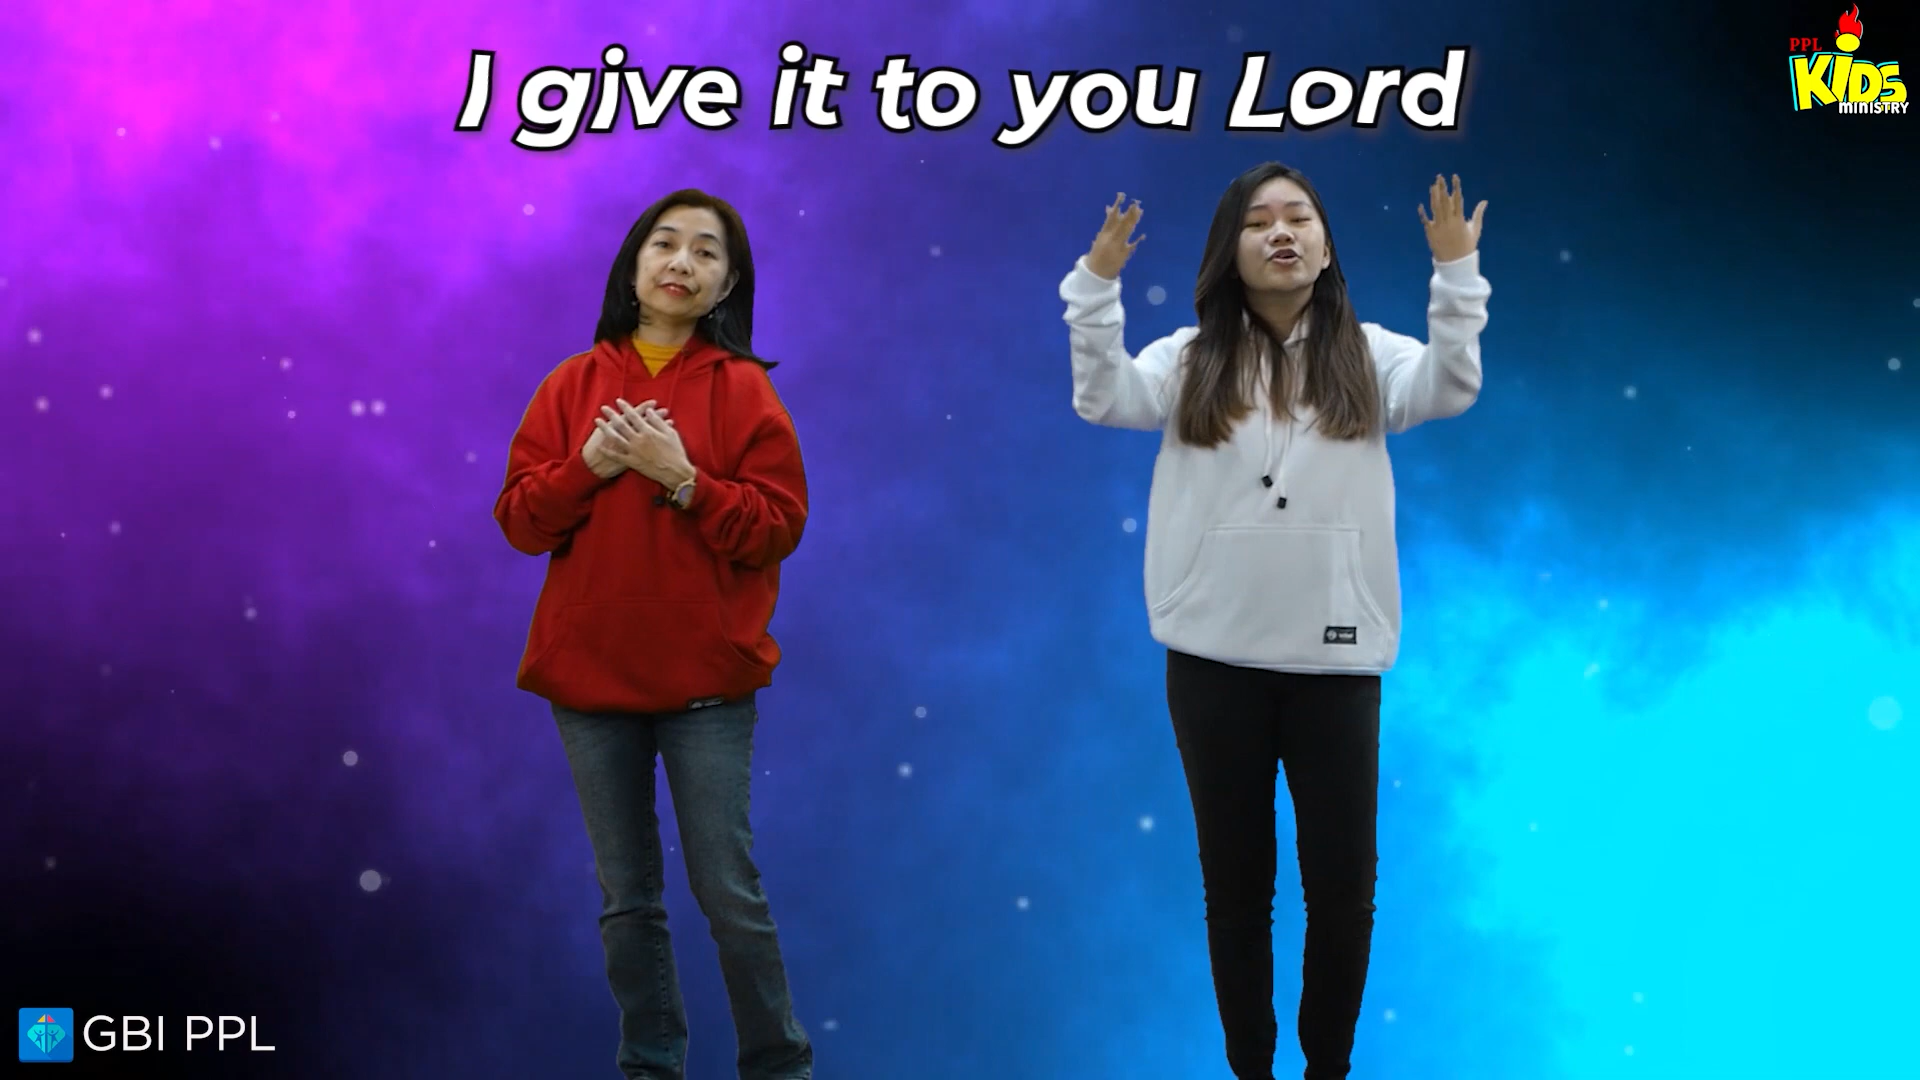 I give it to you Lord
PPL
KiDS
MINISTRY
GBI PPL